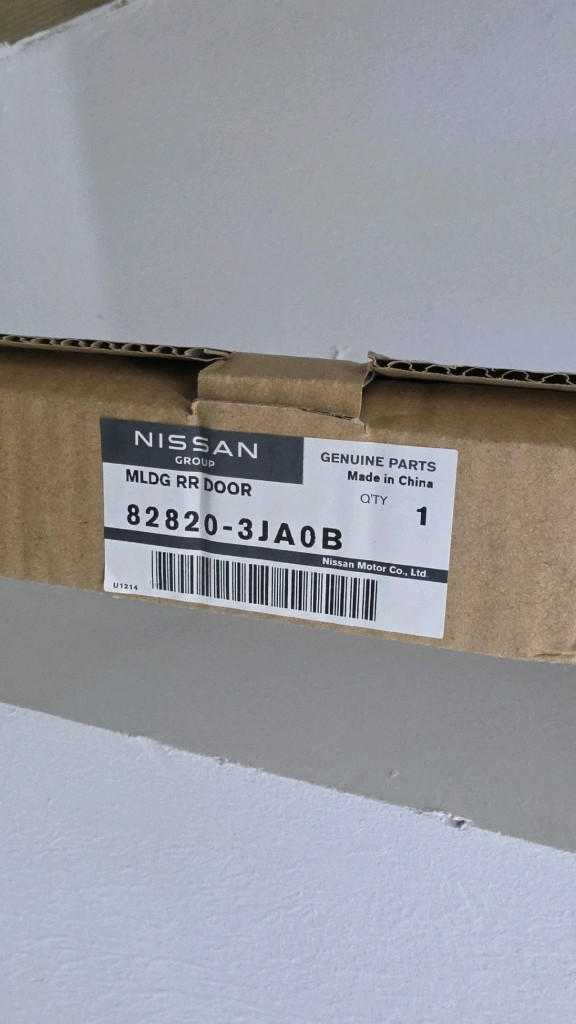 NISSAN
GROUP
GENUINE PARTS
Made in China
MLDG RR DOOR
Q'TY 1
82820-3JA0B
Nissan Motor Co., Ltd.
U1214